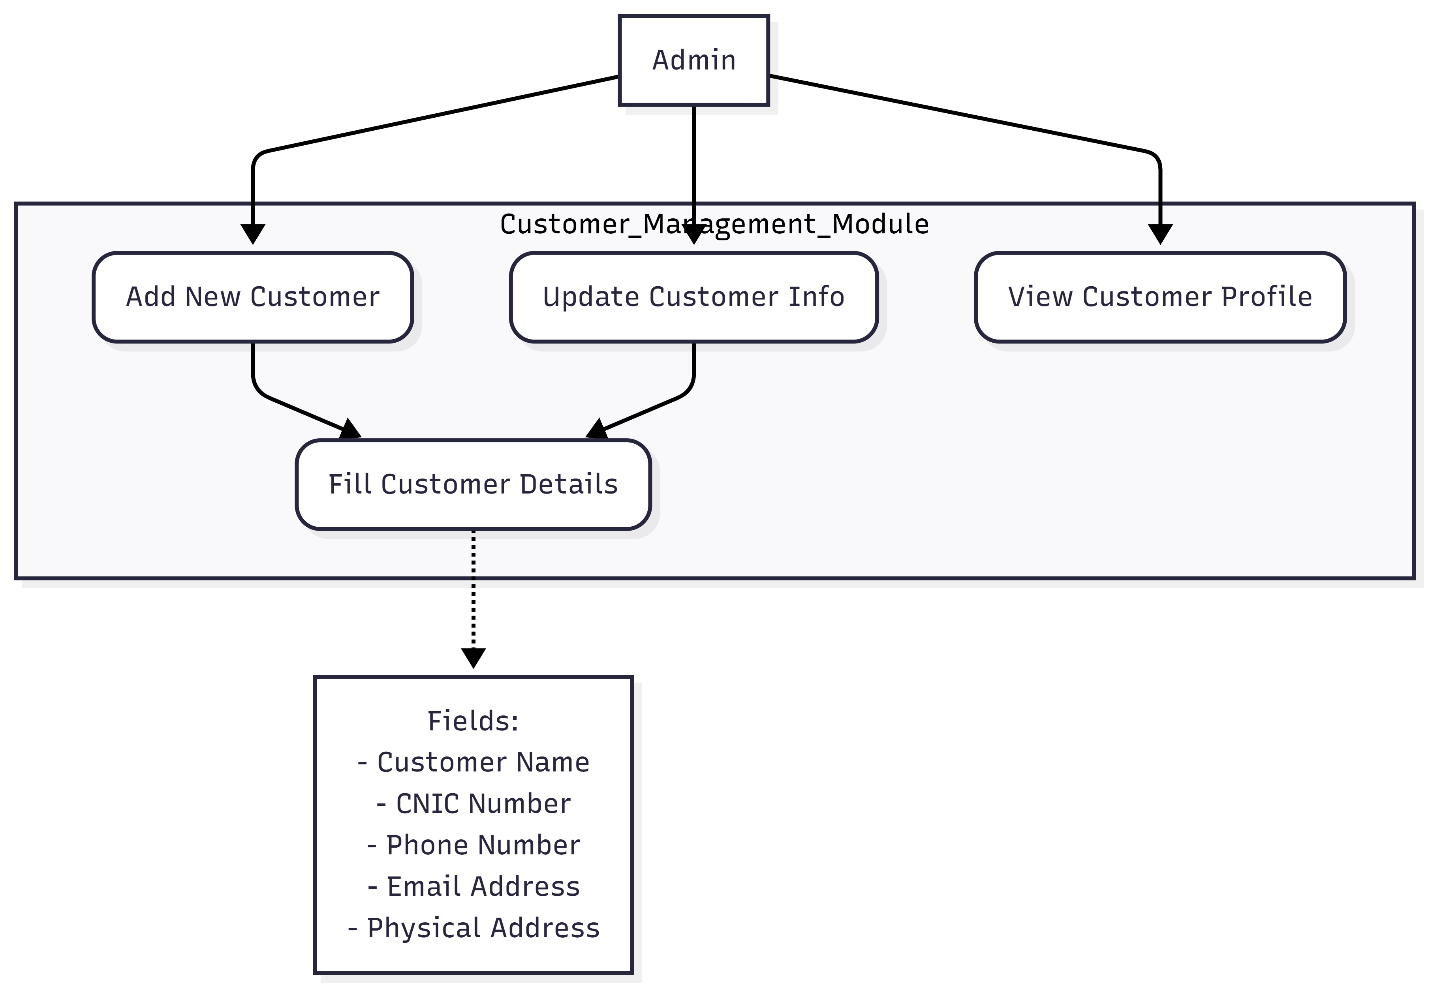 Admin
Customer_Management_Module
Add New Customer
Update Customer Info
View Customer Profile
Fill Customer Details
Fields:
- Customer Name
- CNIC Number
- Phone Number
- Email Address
- Physical Address